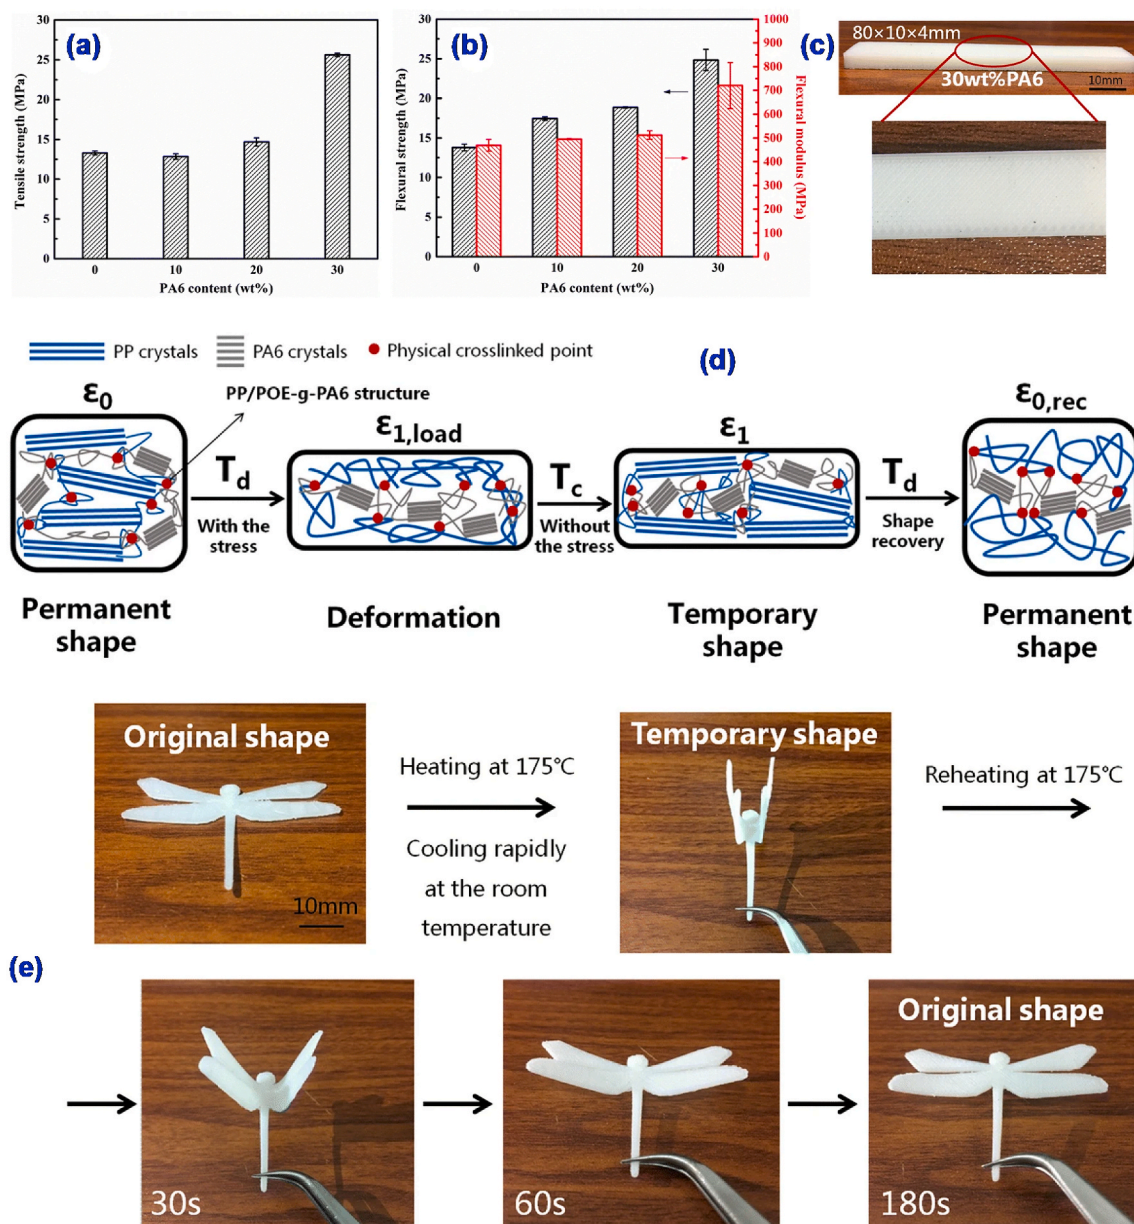 (a)
Tensile strength (MPa)
30
25
20
15
10
5
0
0 10 20 30
PA6 content (wt%)
(b)
Flexural strength (MPa)
30
25
20
15
10
5
0
0 10 20 30
PA6 content (wt%)
1000
900
800
700
600
500
400
300
200
100
0
Flexural modulus (MPa)
(c)
80×10×4mm
30wt%PA6
10mm
PP crystals
PA6 crystals
Physical crosslinked point
(d)
PP/POE-g-PA6 structure
ε0
Td
With the
stress
ε1,load
Tc
Without
the stress
ε1
Td
Shape
recovery
ε0,rec
Permanent
shape
Deformation
Temporary
shape
Permanent
shape
Original shape
10mm
Heating at 175℃
Cooling rapidly
at the room
temperature
Temporary shape
Reheating at 175℃
(e)
30s
60s
Original shape
180s